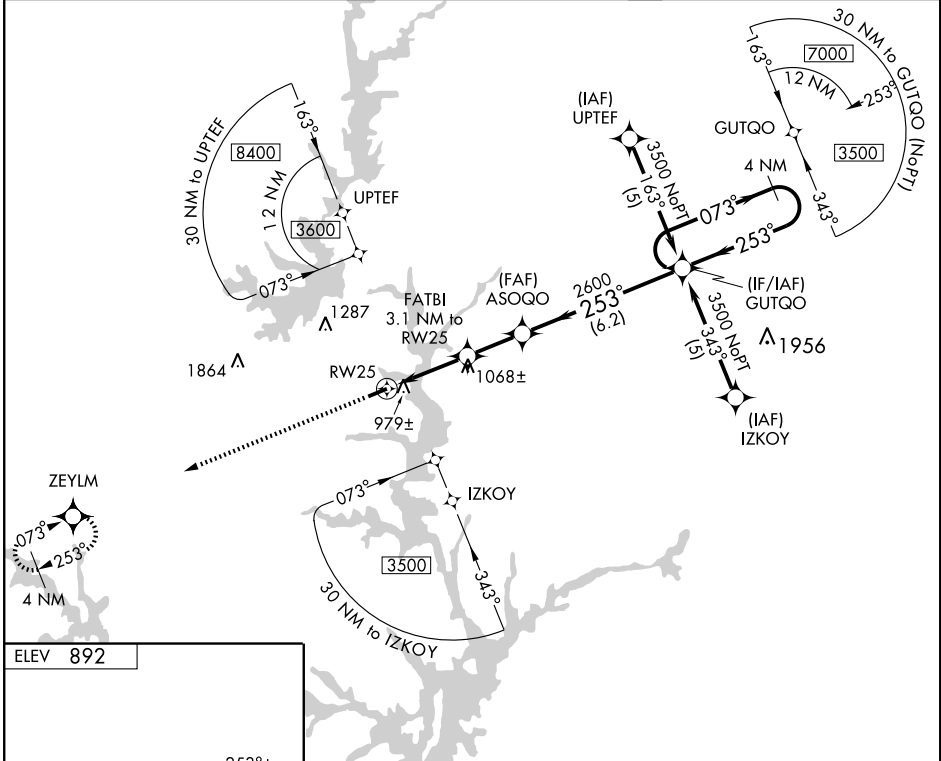 30 NM to GUTQO (NoPT)
163°
7000
12 NM
253°
GUTQO
3500
343°
(IAF)
UPTEF
3500 NoPT
163°
(5)
4 NM
073°
253°
(IF/IAF)
GUTQO
3500 NoPT
343°
(5)
1956
(IAF)
IZKOY
30 NM to UPTEF
163°
8400
12 NM
UPTEF
3600
073°
2600
253°
(6.2)
(FAF)
ASOQO
FATBI
3.1 NM to
RW25
1287
1864
RW25
1068±
979±
ZEYLM
073°
253°
4 NM
073°
IZKOY
3500
343°
30 NM to IZKOY
ELEV 892